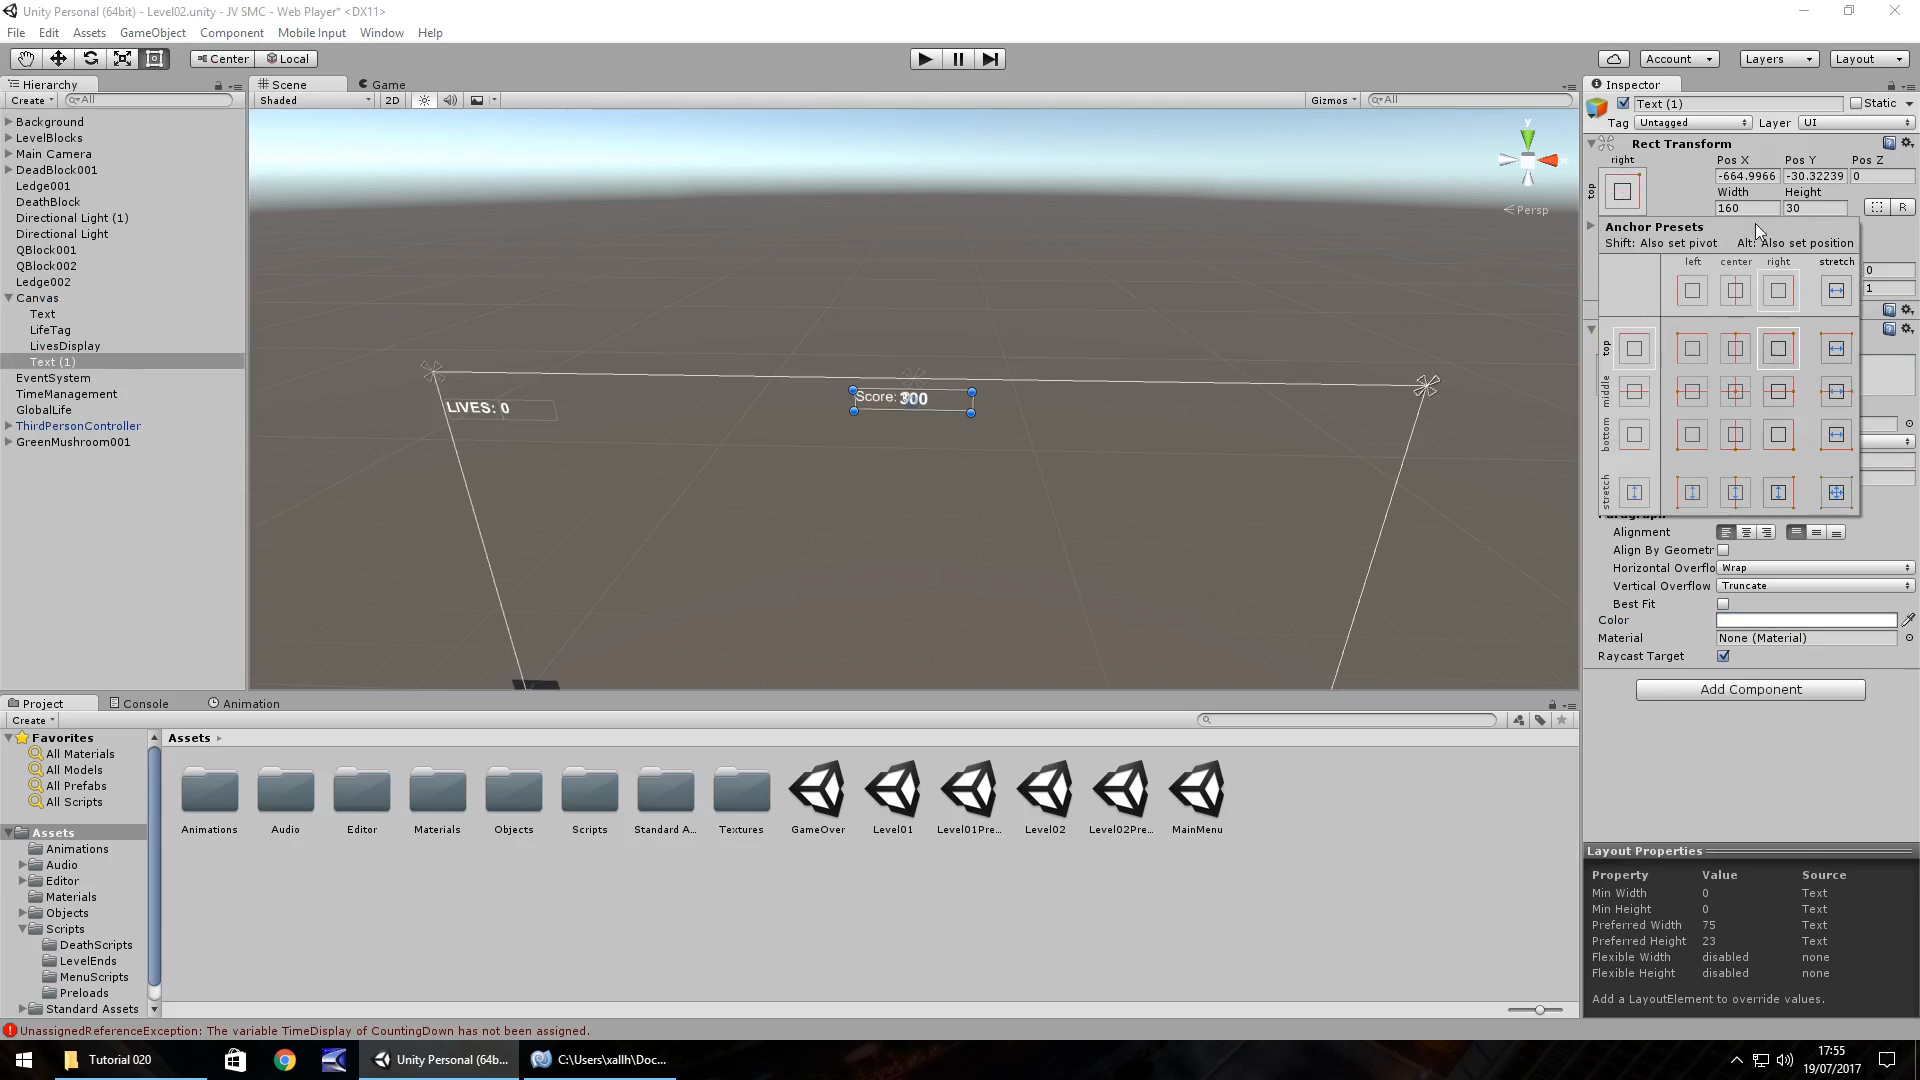 Unity Personal (64bit) - Level02.unity - JV SMC - Web Player* <DX11>
File Edit Assets GameObject Component Mobile Input Window Help
Center Local Account Layers Layout
Hierarchy
Create All
Background
LevelBlocks
Main Camera
DeadBlock001
Ledge001
DeathBlock
Directional Light (1)
Directional Light
QBlock001
QBlock002
Ledge002
Canvas
Text
LifeTag
LivesDisplay
Text (1)
EventSystem
TimeManagement
GlobalLife
ThirdPersonController
GreenMushroom001
Scene Game
Shaded 2D Gizmos All
y
Persp
LIVES: 0
Score:
300
Inspector
Text (1) Static
Tag Untagged Layer UI
Rect Transform
right
top
Pos X Pos Y Pos Z
-664.9966 -30.32239 0
Width Height
160 30 R
Anchor Presets
Shift: Also set pivot Alt: Also set position
left center right stretch
top
middle
bottom
stretch
0
1
Alignment
Align By Geometr
Horizontal Overflo Wrap
Vertical Overflow Truncate
Best Fit
Color
Material None (Material)
Raycast Target
Add Component
Layout Properties
Property Value Source
Min Width 0 Text
Min Height 0 Text
Preferred Width 75 Text
Preferred Height 23 Text
Flexible Width disabled none
Flexible Height disabled none
Add a LayoutElement to override values.
Project Console Animation
Create
Favorites
All Materials
All Models
All Prefabs
All Scripts
Assets
Animations
Audio
Editor
Materials
Objects
Scripts
DeathScripts
LevelEnds
MenuScripts
Preloads
Standard Assets
Assets
Animations Audio Editor Materials Objects Scripts Standard A... Textures GameOver Level01 Level01Pre... Level02 Level02Pre... MainMenu
UnassignedReferenceException: The variable TimeDisplay of CountingDown has not been assigned.
Tutorial 020 Unity Personal (64b... C:\Users\xallh\Doc...
17:55
19/07/2017